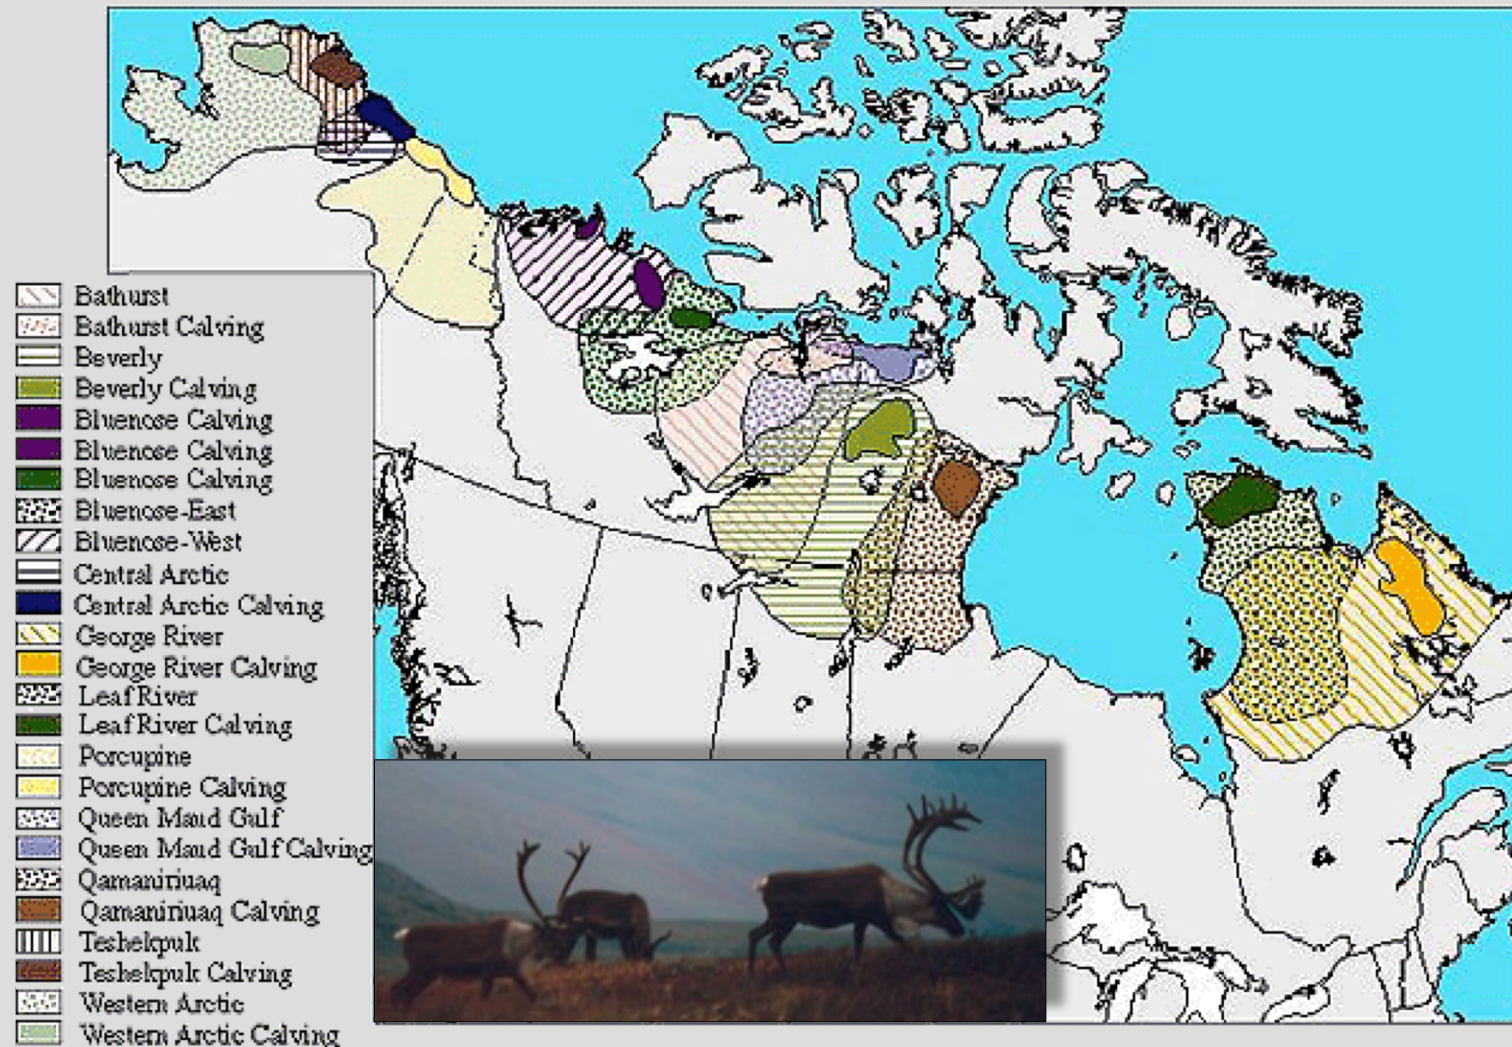 Bathurst
Bathurst Calving
Beverly
Beverly Calving
Bluenose Calving
Bluenose Calving
Bluenose Calving
Bluenose-East
Bluenose-West
Central Arctic
Central Arctic Calving
George River
George River Calving
Leaf River
Leaf River Calving
Porcupine
Porcupine Calving
Queen Maud Gulf
Queen Maud Gulf Calving
Qamaniriuaq
Qamaniriuaq Calving
Teshekpuk
Teshekpuk Calving
Western Arctic
Western Arctic Calving